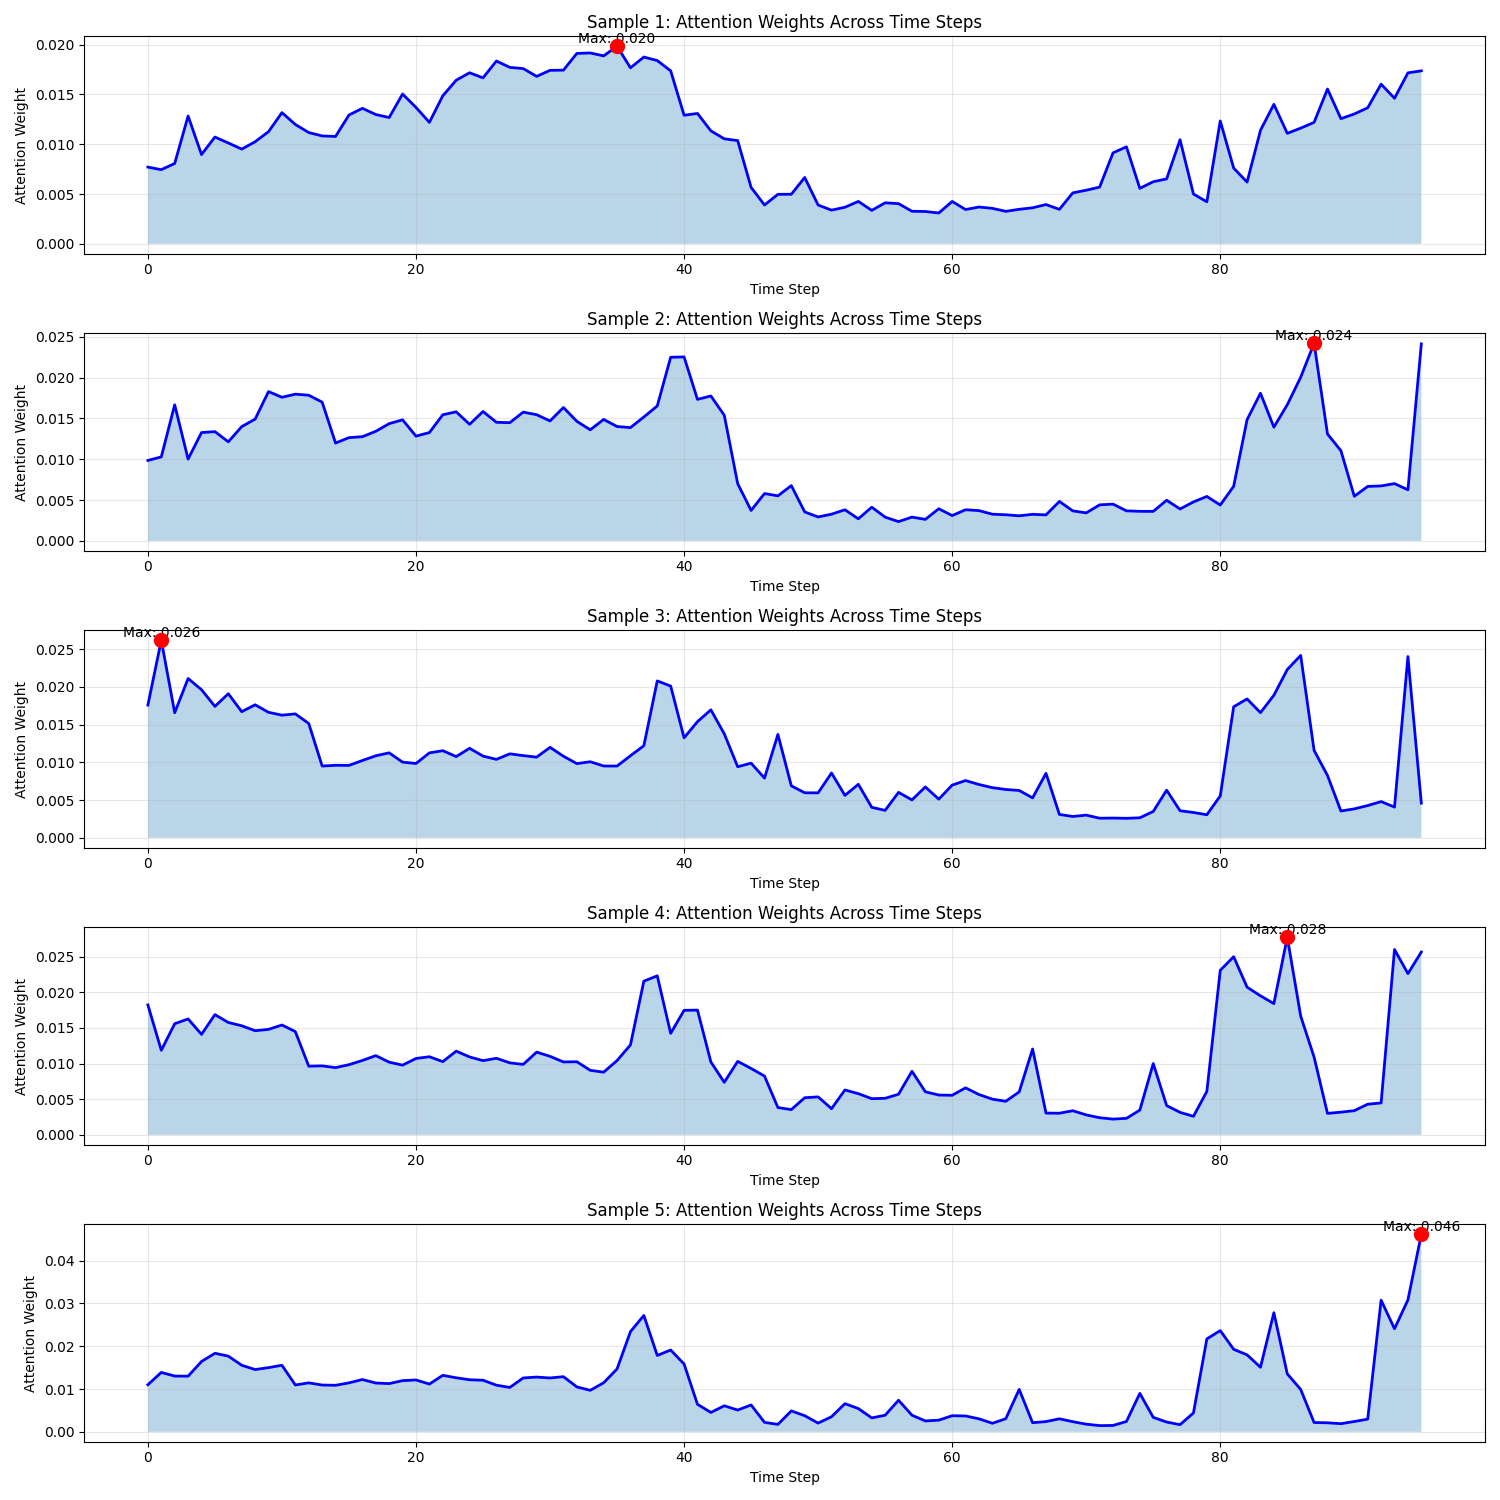 Sample 1: Attention Weights Across Time Steps
Max: 0.020
0.020
0.015
0.010
0.005
0.000
Attention Weight
0 20 40 60 80
Time Step
Sample 2: Attention Weights Across Time Steps
Max: 0.024
0.025
0.020
0.015
0.010
0.005
0.000
Attention Weight
0 20 40 60 80
Time Step
Sample 3: Attention Weights Across Time Steps
Max: 0.026
0.025
0.020
0.015
0.010
0.005
0.000
Attention Weight
0 20 40 60 80
Time Step
Sample 4: Attention Weights Across Time Steps
Max: 0.028
0.025
0.020
0.015
0.010
0.005
0.000
Attention Weight
0 20 40 60 80
Time Step
Sample 5: Attention Weights Across Time Steps
Max: 0.046
0.04
0.03
0.02
0.01
0.00
Attention Weight
0 20 40 60 80
Time Step